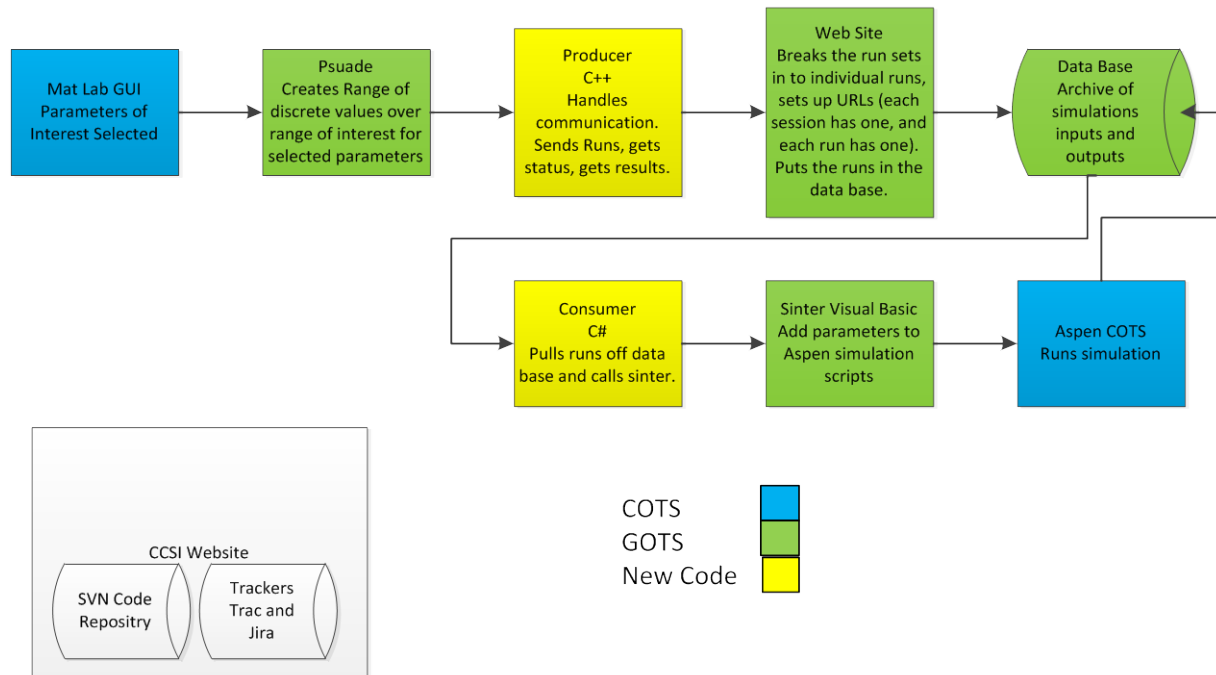 Mat Lab GUI
Parameters of
Interest Selected
Psuade
Creates Range of
discrete values over
range of interest for
selected parameters
Producer
C++
Handles
communication.
Sends Runs, gets
status, gets results.
Web Site
Breaks the run sets
in to individual runs,
sets up URLs (each
session has one, and
each run has one).
Puts the runs in the
data base.
Data Base
Archive of
simulations
inputs and
outputs
Consumer
C#
Pulls runs off data
base and calls sinter.
Sinter Visual Basic
Add parameters to
Aspen simulation
scripts
Aspen COTS
Runs simulation
CCSI Website
SVN Code
Repositry
Trackers
Trac and
Jira
COTS
GOTS
New Code